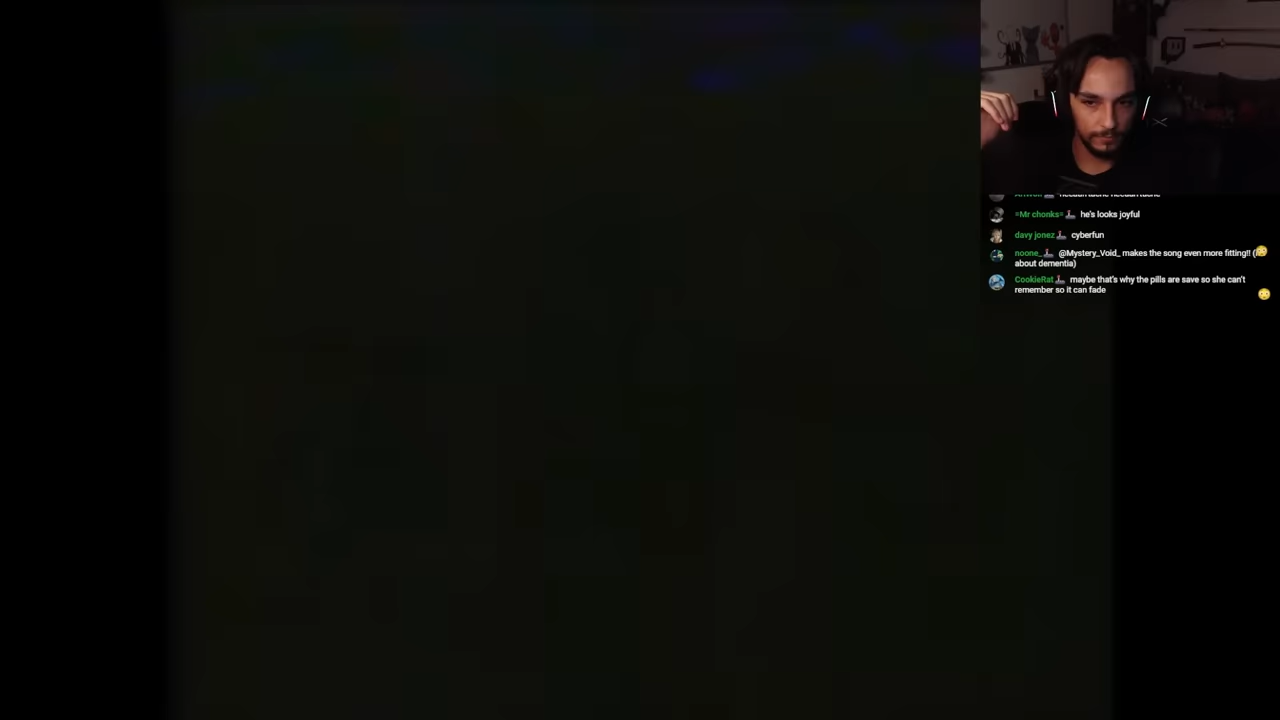 =Mr chonks= he's looks joyful
davy jonez cyberfun
noone_ @Mystery_Void_ makes the song even more fitting!!
about dementia)
CookieRat maybe that's why the pills are save so she can't
remember so it can fade